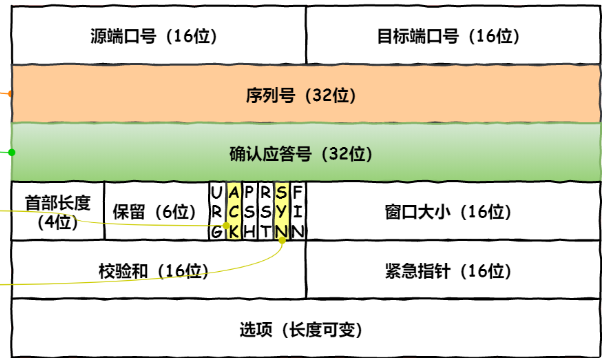 源端口号（16位）
目标端口号（16位）
序列号（32位）
确认应答号（32位）
首部长度
（4位）
保留（6位）
URG
ACK
PSH
RST
SYN
FIN
窗口大小（16位）
校验和（16位）
紧急指针（16位）
选项（长度可变）